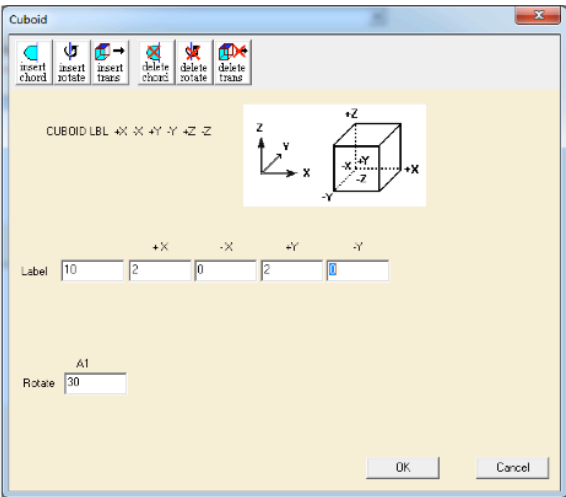 Cuboid
x
insert chord
insert rotate
insert trans
delete chord
delete rotate
delete trans
CUBOID LBL +X -X +Y -Y +Z -Z
Z
Y
X
+Z
-X
+Y
+X
-Z
-Y
+X -X +Y -Y
Label 10 2 0 2 0
A1
Rotate 30
OK Cancel